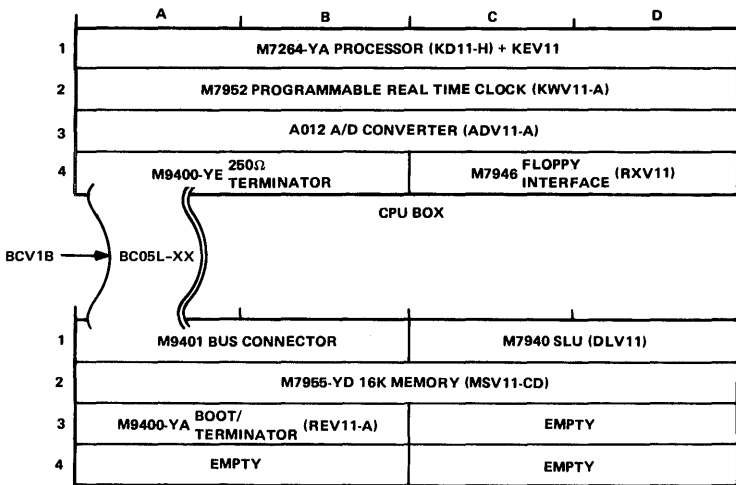 A B C D
1 M7264-YA PROCESSOR (KD11-H) + KEV11
2 M7952 PROGRAMMABLE REAL TIME CLOCK (KWV11-A)
3 A012 A/D CONVERTER (ADV11-A)
4 M9400-YE 250Ω TERMINATOR M7946 FLOPPY INTERFACE (RXV11)
CPU BOX
BCV1B BC05L-XX
1 M9401 BUS CONNECTOR M7940 SLU (DLV11)
2 M7955-YD 16K MEMORY (MSV11-CD)
3 M9400-YA BOOT/ TERMINATOR (REV11-A) EMPTY
4 EMPTY EMPTY